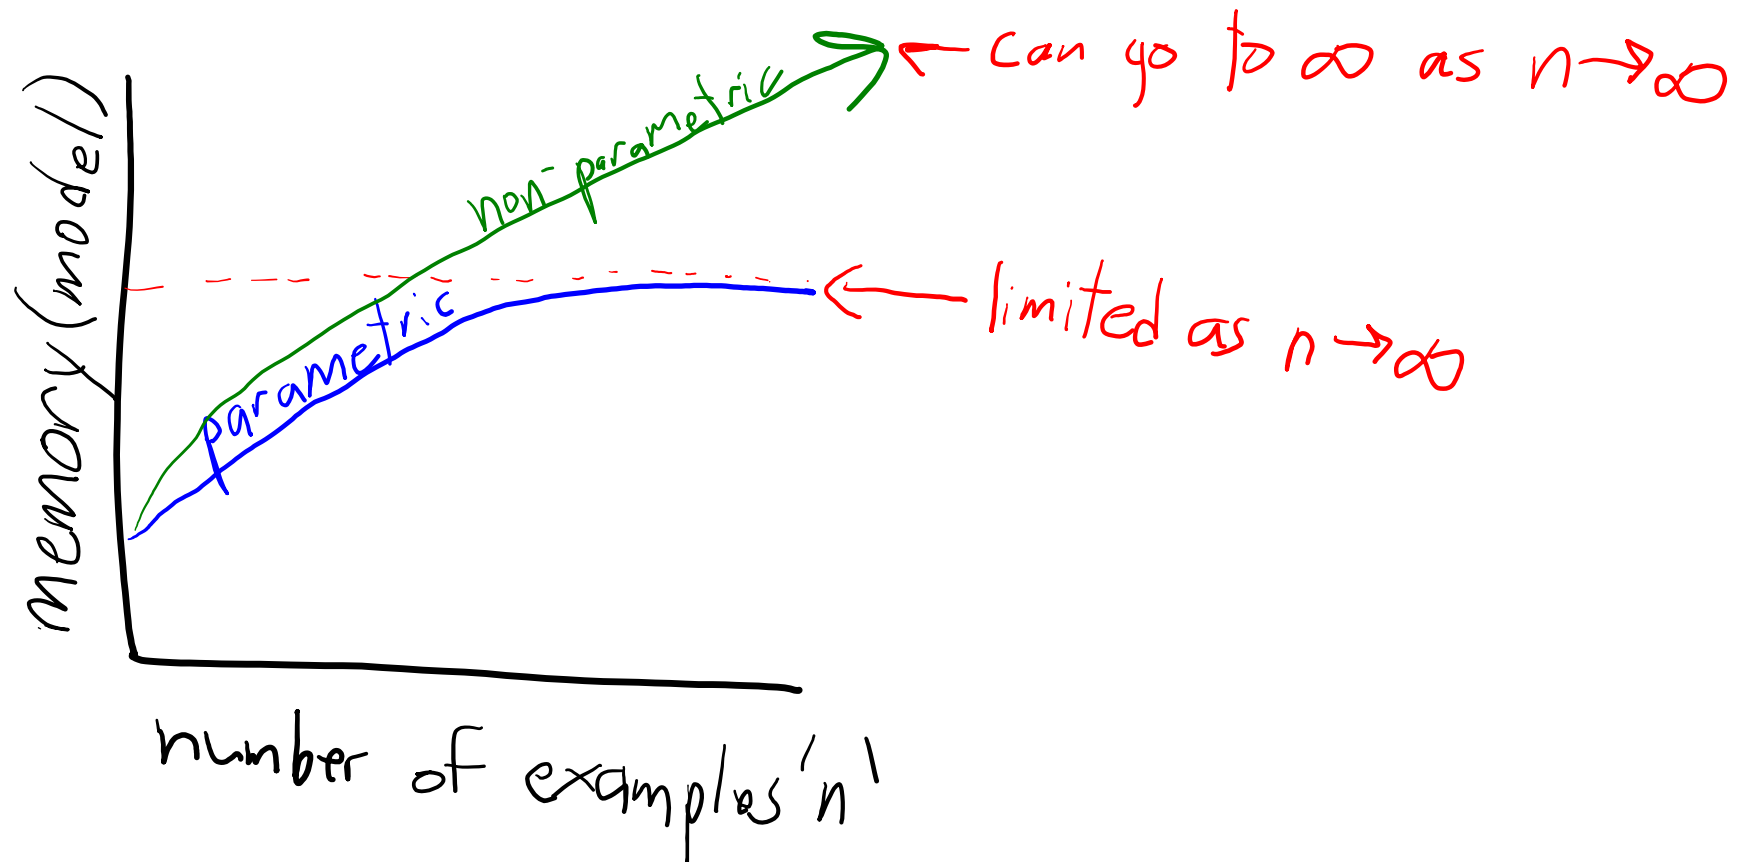 can go to ∞ as n→∞
non-parametric
memory (model)
parametric
limited as n→∞
number of examples 'n'